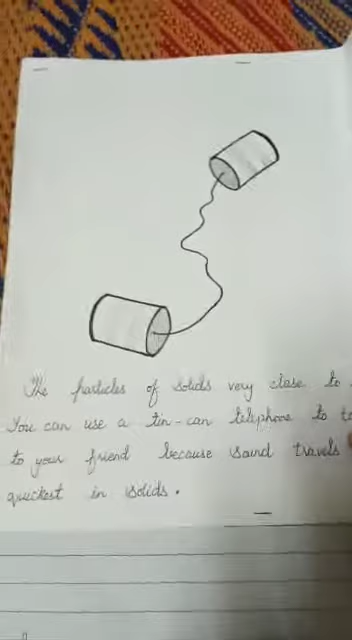 The particles of solids very close to
You can use a tin-can telephone to
to your friend because sound travels
quickest in solids.